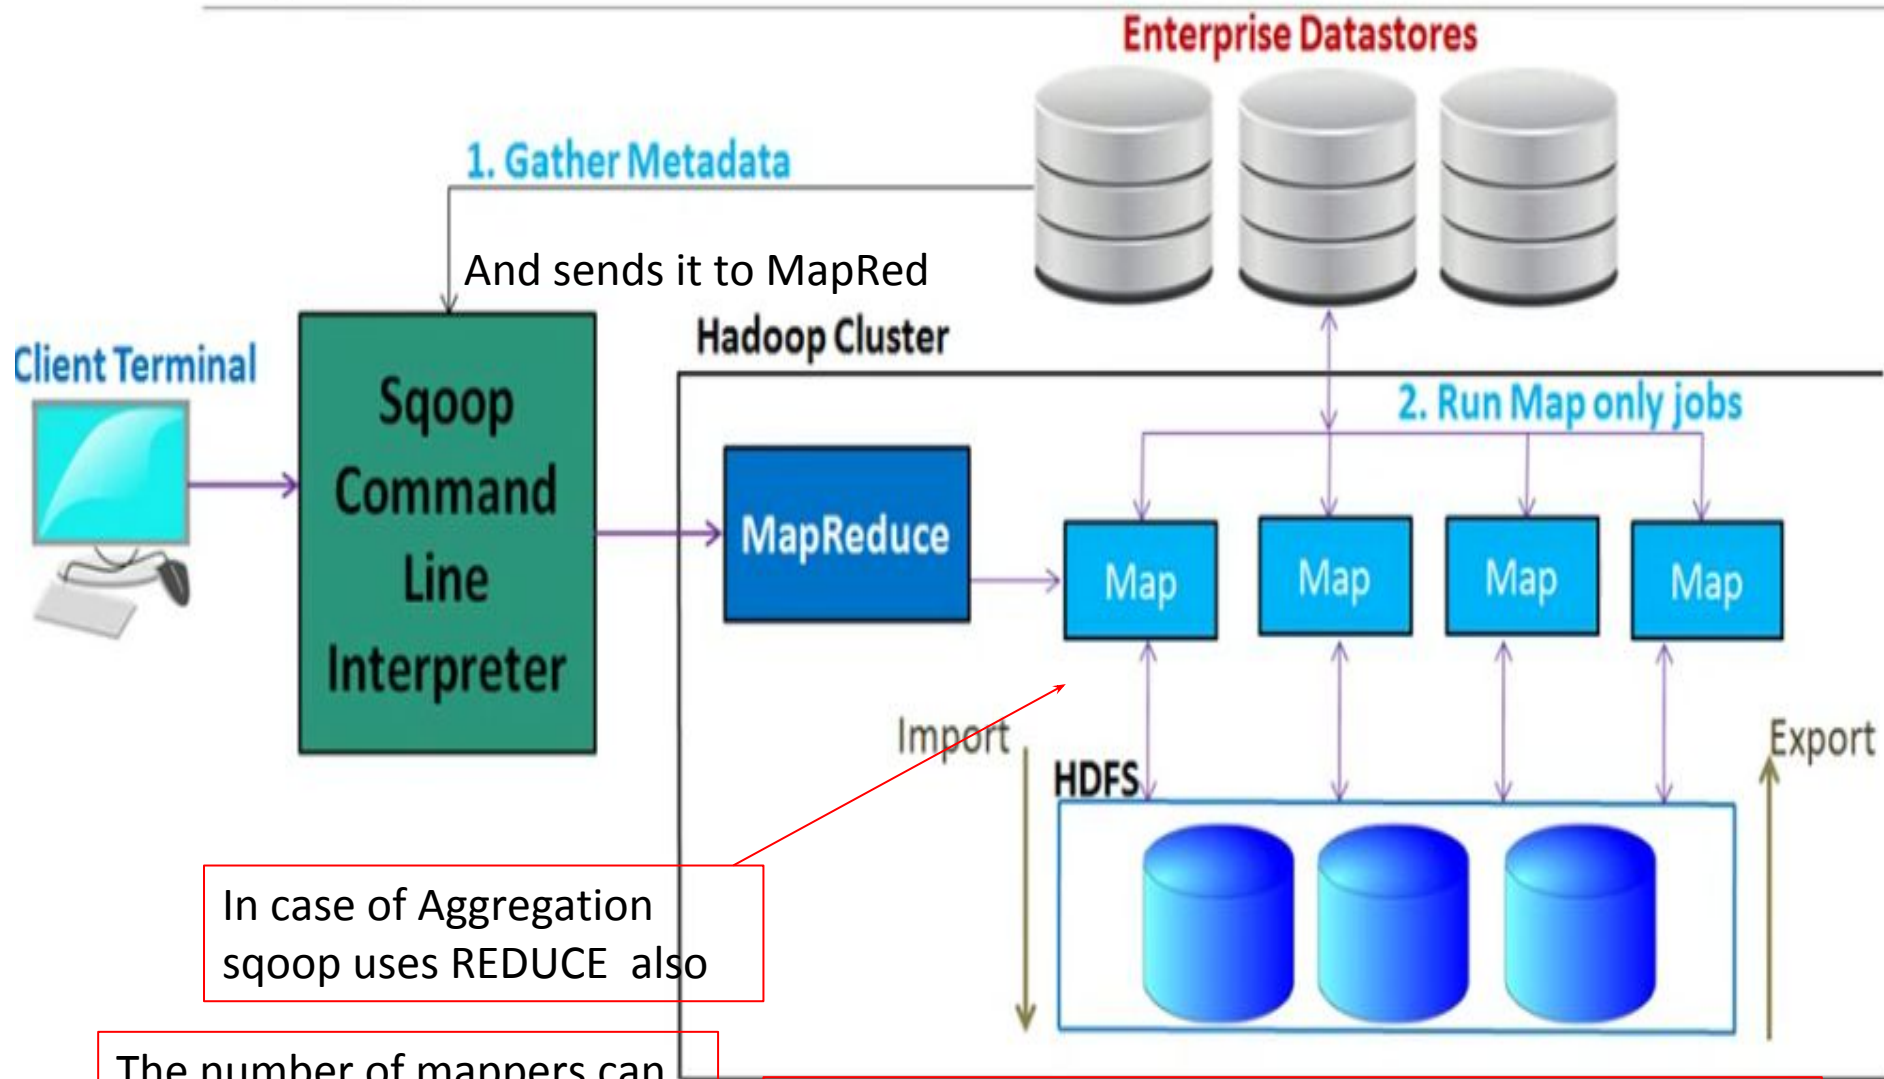 Enterprise Datastores
1. Gather Metadata
And sends it to MapRed
Hadoop Cluster
Client Terminal
2. Run Map only jobs
Sqoop
Command
Line
Interpreter
MapReduce
Map
Map
Map
Map
Import
Export
HDFS
In case of Aggregation
sqoop uses REDUCE also
The number of mappers can